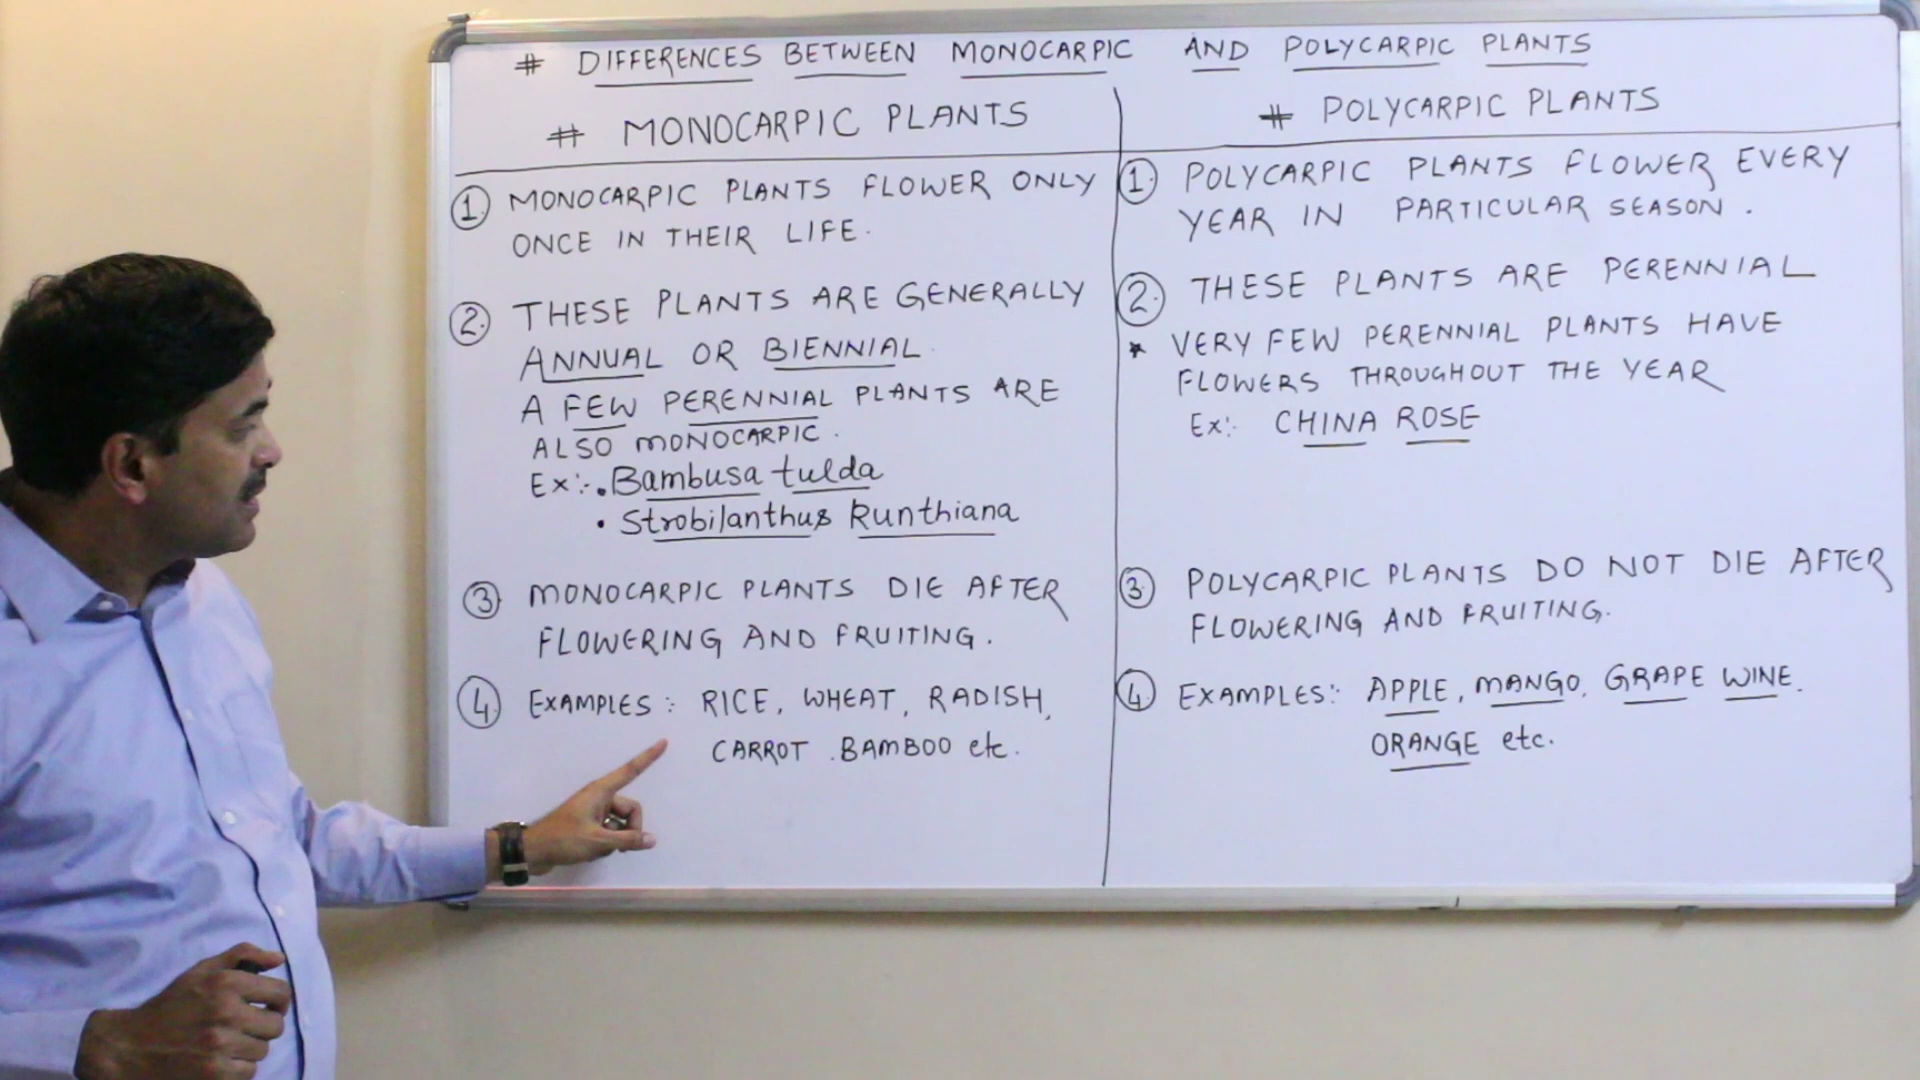 # DIFFERENCES BETWEEN MONOCARPIC AND POLYCARPIC PLANTS
# MONOCARPIC PLANTS
① MONOCARPIC PLANTS FLOWER ONLY
ONCE IN THEIR LIFE.
② THESE PLANTS ARE GENERALLY
ANNUAL OR BIENNIAL.
A FEW PERENNIAL PLANTS ARE
ALSO MONOCARPIC.
Ex:-. Bambusa tulda
• Strobilanthus kunthiana
③ MONOCARPIC PLANTS DIE AFTER
FLOWERING AND FRUITING.
④ EXAMPLES :- RICE, WHEAT, RADISH,
CARROT. BAMBOO etc.
# POLYCARPIC PLANTS
① POLYCARPIC PLANTS FLOWER EVERY
YEAR IN PARTICULAR SEASON.
② THESE PLANTS ARE PERENNIAL
* VERY FEW PERENNIAL PLANTS HAVE
FLOWERS THROUGHOUT THE YEAR
Ex:- CHINA ROSE
③ POLYCARPIC PLANTS DO NOT DIE AFTER
FLOWERING AND FRUITING.
④ EXAMPLES:- APPLE, MANGO, GRAPE WINE.
ORANGE etc.